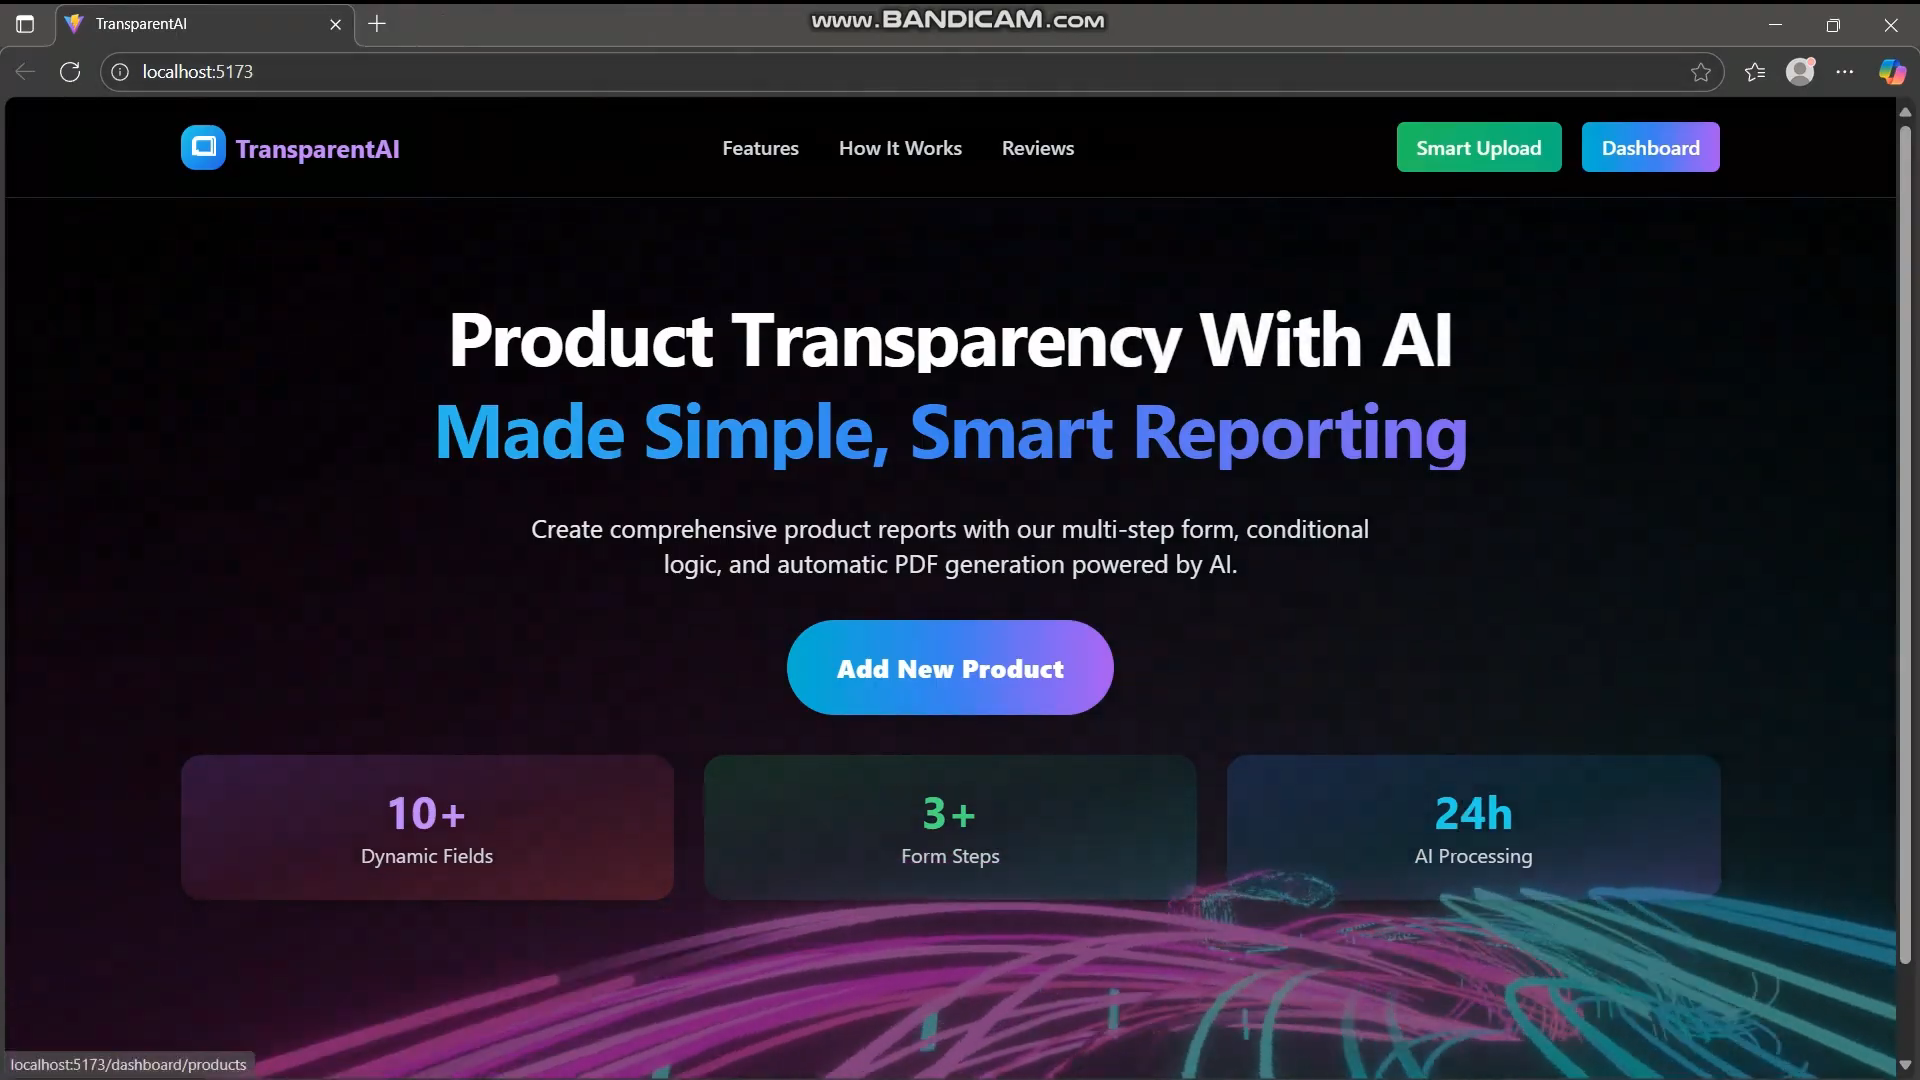 TransparentAI
www.BANDICAM.com
localhost:5173
TransparentAI
Features
How It Works
Reviews
Smart Upload
Dashboard
Product Transparency With AI
Made Simple, Smart Reporting
Create comprehensive product reports with our multi-step form, conditional
logic, and automatic PDF generation powered by AI.
Add New Product
10+
Dynamic Fields
3+
Form Steps
24h
AI Processing
localhost:5173/dashboard/products